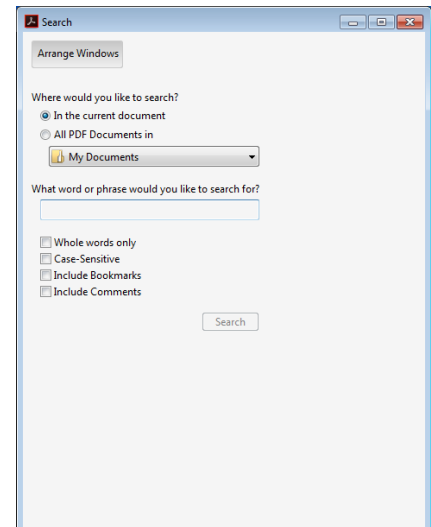 Search
Arrange Windows
Where would you like to search?
In the current document
All PDF Documents in
My Documents
What word or phrase would you like to search for?
Whole words only
Case-Sensitive
Include Bookmarks
Include Comments
Search